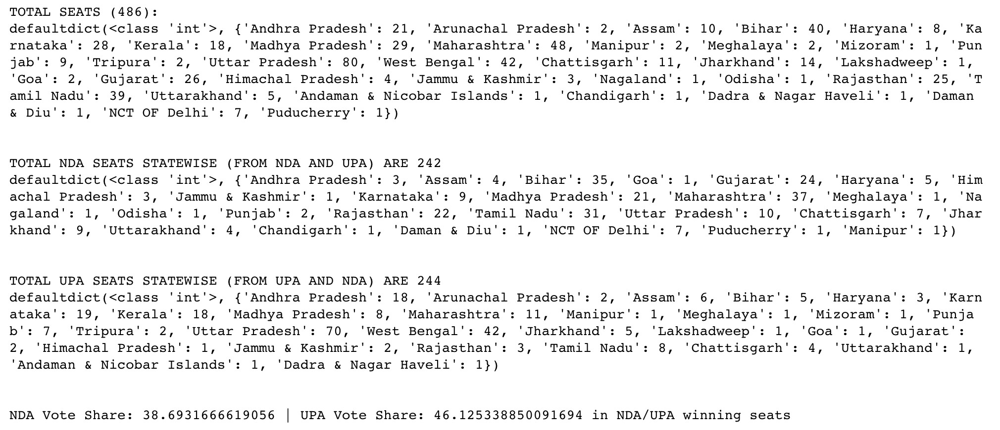 TOTAL SEATS (486):
defaultdict(<class 'int'>, {'Andhra Pradesh': 21, 'Arunachal Pradesh': 2, 'Assam': 10, 'Bihar': 40, 'Haryana': 8, 'Ka
rnataka': 28, 'Kerala': 18, 'Madhya Pradesh': 29, 'Maharashtra': 48, 'Manipur': 2, 'Meghalaya': 2, 'Mizoram': 1, 'Pun
jab': 9, 'Tripura': 2, 'Uttar Pradesh': 80, 'West Bengal': 42, 'Chattisgarh': 11, 'Jharkhand': 14, 'Lakshadweep': 1,
'Goa': 2, 'Gujarat': 26, 'Himachal Pradesh': 4, 'Jammu & Kashmir': 3, 'Nagaland': 1, 'Odisha': 1, 'Rajasthan': 25, 'T
amil Nadu': 39, 'Uttarakhand': 5, 'Andaman & Nicobar Islands': 1, 'Chandigarh': 1, 'Dadra & Nagar Haveli': 1, 'Daman
& Diu': 1, 'NCT OF Delhi': 7, 'Puducherry': 1})
TOTAL NDA SEATS STATEWISE (FROM NDA AND UPA) ARE 242
defaultdict(<class 'int'>, {'Andhra Pradesh': 3, 'Assam': 4, 'Bihar': 35, 'Goa': 1, 'Gujarat': 24, 'Haryana': 5, 'Him
achal Pradesh': 3, 'Jammu & Kashmir': 1, 'Karnataka': 9, 'Madhya Pradesh': 21, 'Maharashtra': 37, 'Meghalaya': 1, 'Na
galand': 1, 'Odisha': 1, 'Punjab': 2, 'Rajasthan': 22, 'Tamil Nadu': 31, 'Uttar Pradesh': 10, 'Chattisgarh': 7, 'Jhar
khand': 9, 'Uttarakhand': 4, 'Chandigarh': 1, 'Daman & Diu': 1, 'NCT OF Delhi': 7, 'Puducherry': 1, 'Manipur': 1})
TOTAL UPA SEATS STATEWISE (FROM UPA AND NDA) ARE 244
defaultdict(<class 'int'>, {'Andhra Pradesh': 18, 'Arunachal Pradesh': 2, 'Assam': 6, 'Bihar': 5, 'Haryana': 3, 'Karn
ataka': 19, 'Kerala': 18, 'Madhya Pradesh': 8, 'Maharashtra': 11, 'Manipur': 1, 'Meghalaya': 1, 'Mizoram': 1, 'Punja
b': 7, 'Tripura': 2, 'Uttar Pradesh': 70, 'West Bengal': 42, 'Jharkhand': 5, 'Lakshadweep': 1, 'Goa': 1, 'Gujarat':
2, 'Himachal Pradesh': 1, 'Jammu & Kashmir': 2, 'Rajasthan': 3, 'Tamil Nadu': 8, 'Chattisgarh': 4, 'Uttarakhand': 1,
'Andaman & Nicobar Islands': 1, 'Dadra & Nagar Haveli': 1})
NDA Vote Share: 38.6931666619056 | UPA Vote Share: 46.125338850091694 in NDA/UPA winning seats